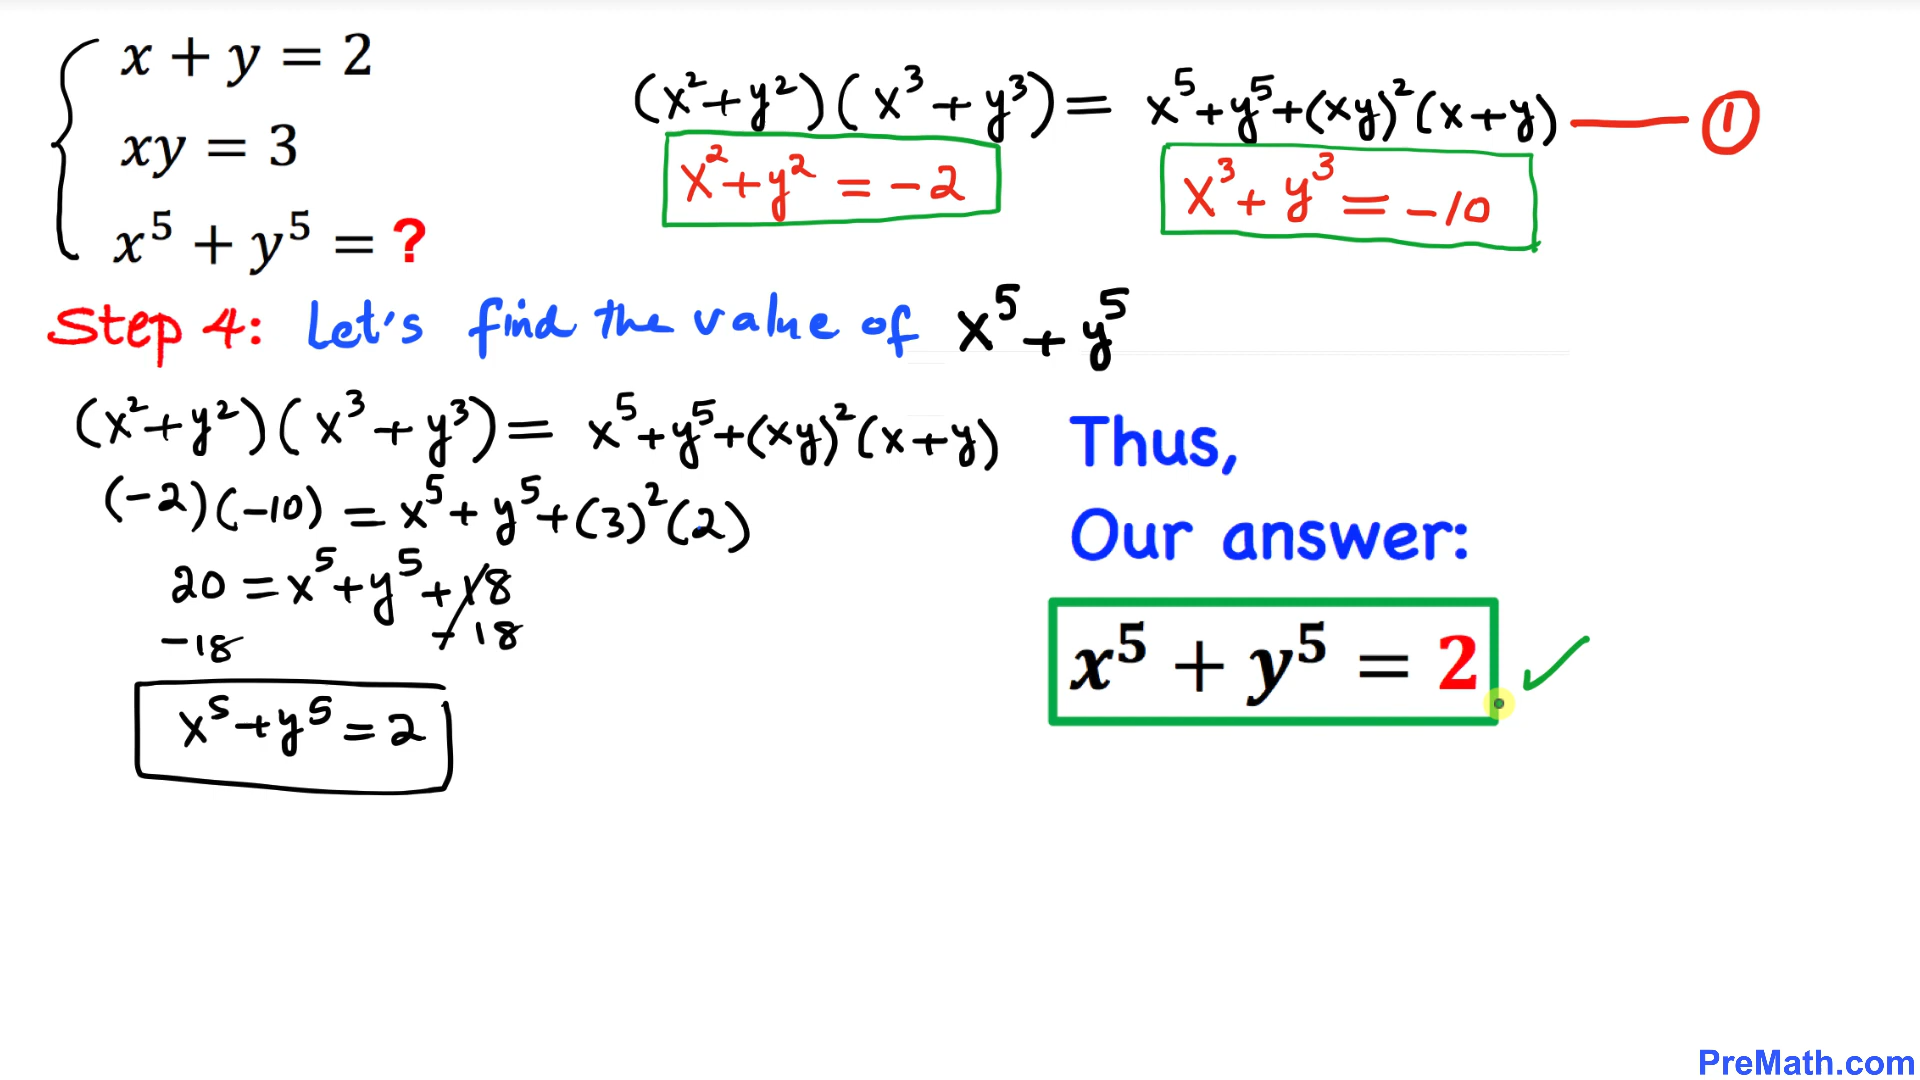 x + y = 2
xy = 3
x⁵ + y⁵ = ?
(x²+y²)(x³+y³) = x⁵+y⁵+(xy)²(x+y) — ①
x²+y² = -2
x³+y³ = -10
Step 4: Let's find the value of x⁵+y⁵
(x²+y²)(x³+y³) = x⁵+y⁵+(xy)²(x+y)
(-2)(-10) = x⁵+y⁵+(3)²(2)
20 = x⁵+y⁵+18
-18 -18
x⁵+y⁵ = 2
Thus,
Our answer:
x⁵ + y⁵ = 2
PreMath.com